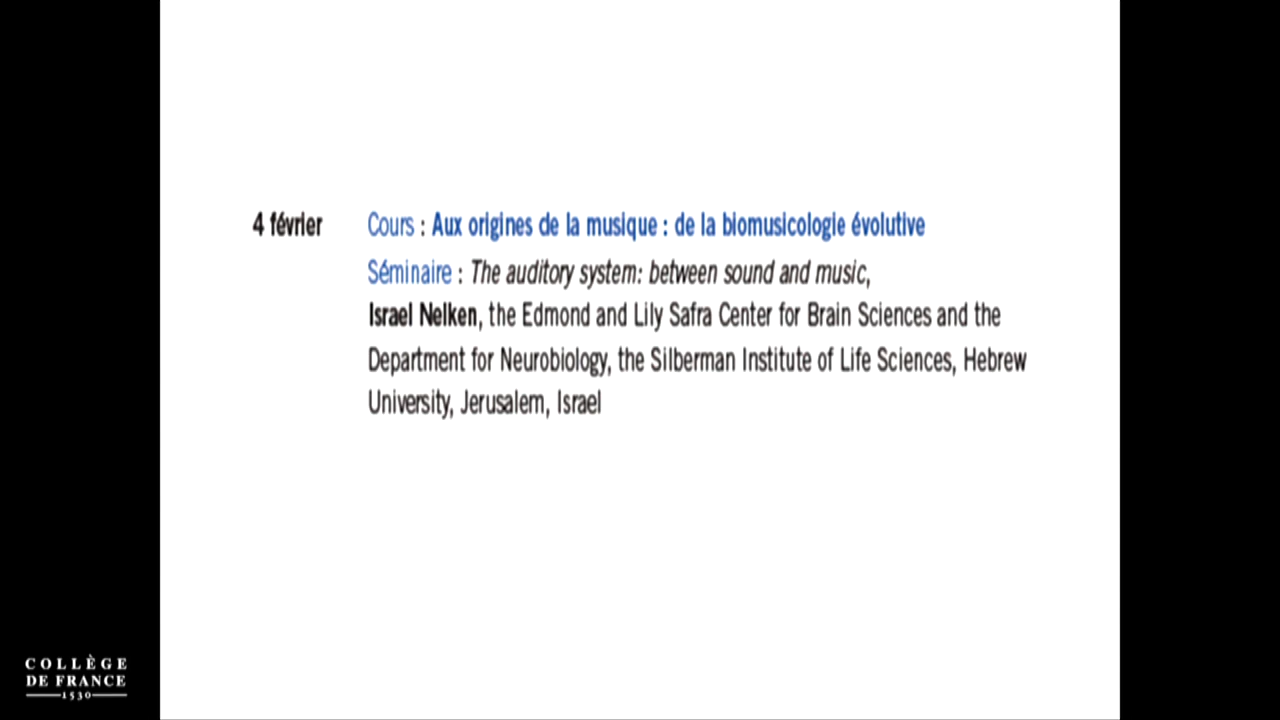 4 février Cours : Aux origines de la musique : de la biomusicologie évolutive
Séminaire : The auditory system: between sound and music,
Israel Nelken, the Edmond and Lily Safra Center for Brain Sciences and the
Department for Neurobiology, the Silberman Institute of Life Sciences, Hebrew
University, Jerusalem, Israel
COLLÈGE
DE FRANCE
1530